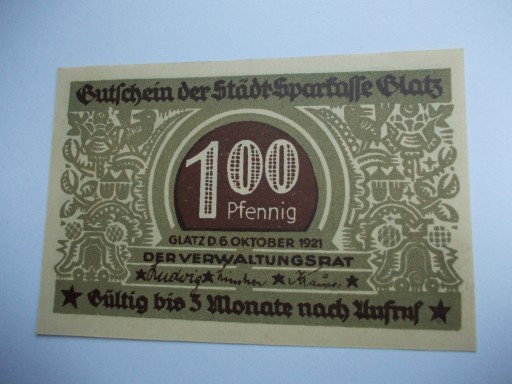 Gutschein der Städt. Sparkasse Glatz
100
Pfennig
GLATZ D. 6. OKTOBER 1921
DER VERWALTUNGSRAT
Ludwig
Gültig bis 3 Monate nach Aufruf